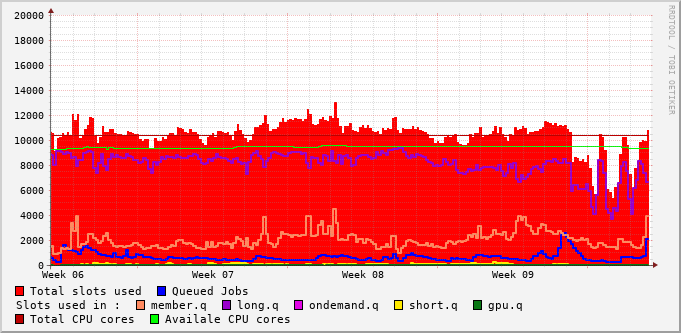 20000
18000
16000
14000
12000
10000
8000
6000
4000
2000
0
Week 06 Week 07 Week 08 Week 09
Total slots used Queued Jobs
Slots used in : member.q long.q ondemand.q short.q gpu.q
Total CPU cores Availale CPU cores
RRDTOOL / TOBI OETIKER